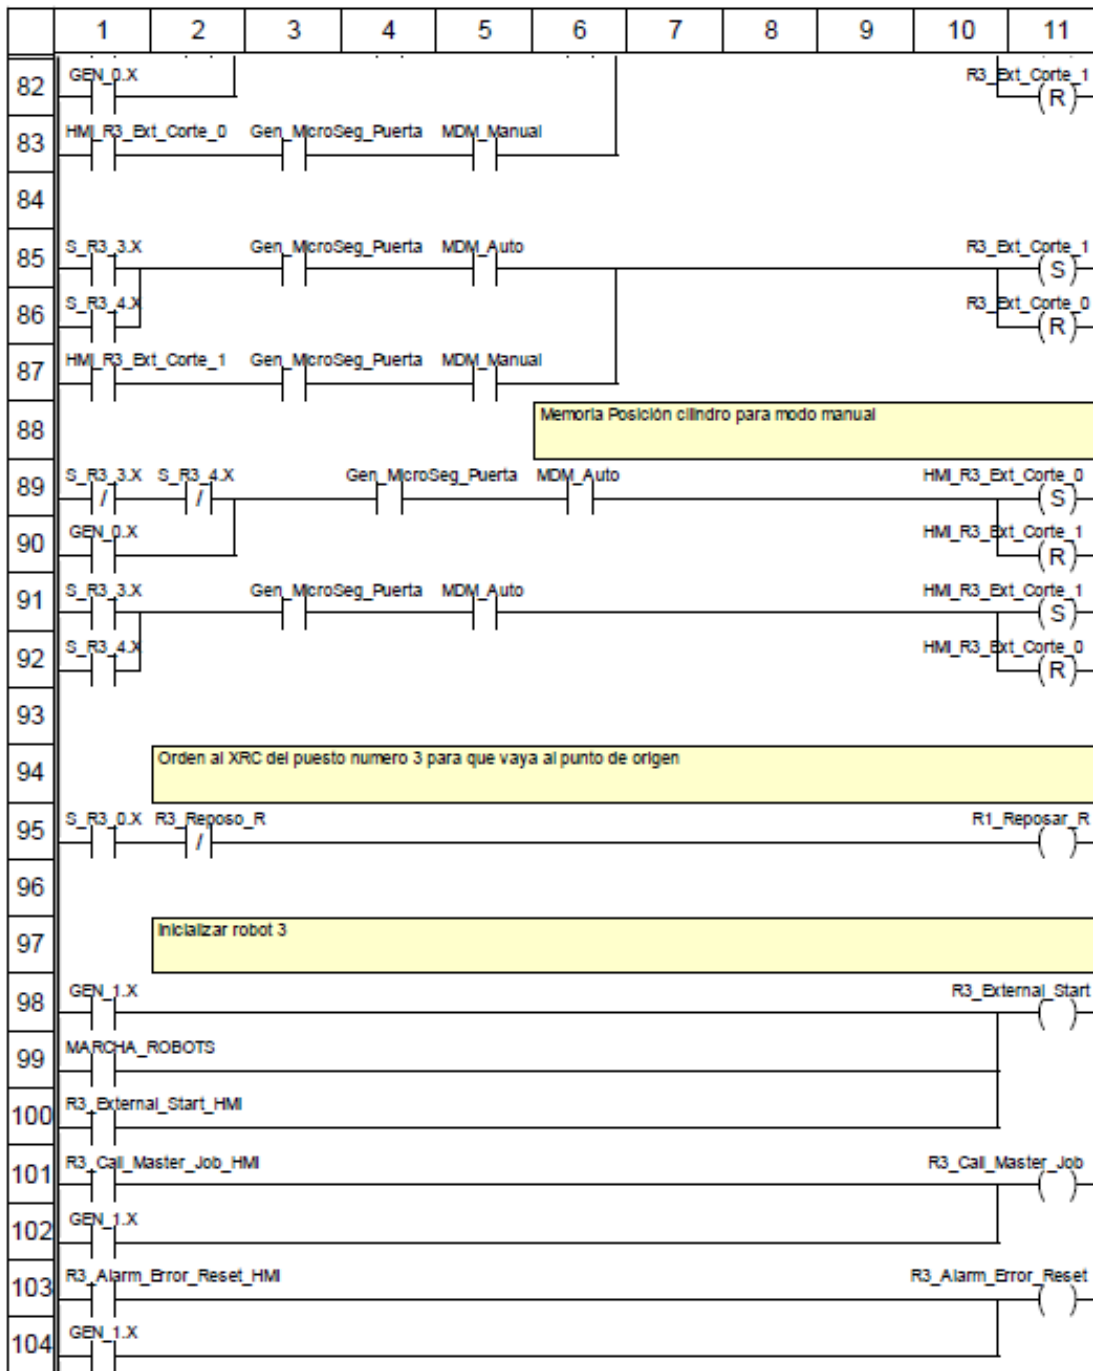 1 2 3 4 5 6 7 8 9 10 11
82 GEN_0.X R3_Ext_Corte_1
(R)
83 HMI_R3_Ext_Corte_0 Gen_MicroSeg_Puerta MDM_Manual
84
85 S_R3_3.X Gen_MicroSeg_Puerta MDM_Auto R3_Ext_Corte_1
(S)
86 S_R3_4.X R3_Ext_Corte_0
(R)
87 HMI_R3_Ext_Corte_1 Gen_MicroSeg_Puerta MDM_Manual
88 Memoria Posición cilindro para modo manual
89 S_R3_3.X S_R3_4.X Gen_MicroSeg_Puerta MDM_Auto HMI_R3_Ext_Corte_0
/ / (S)
90 GEN_0.X HMI_R3_Ext_Corte_1
(R)
91 S_R3_3.X Gen_MicroSeg_Puerta MDM_Auto HMI_R3_Ext_Corte_1
(S)
92 S_R3_4.X HMI_R3_Ext_Corte_0
(R)
93
94 Orden al XRC del puesto numero 3 para que vaya al punto de origen
95 S_R3_0.X R3_Reposo_R R1_Reposar_R
/ ( )
96
97 Inicializar robot 3
98 GEN_1.X R3_External_Start
( )
99 MARCHA_ROBOTS
100 R3_External_Start_HMI
101 R3_Call_Master_Job_HMI R3_Call_Master_Job
( )
102 GEN_1.X
103 R3_Alarm_Error_Reset_HMI R3_Alarm_Error_Reset
( )
104 GEN_1.X